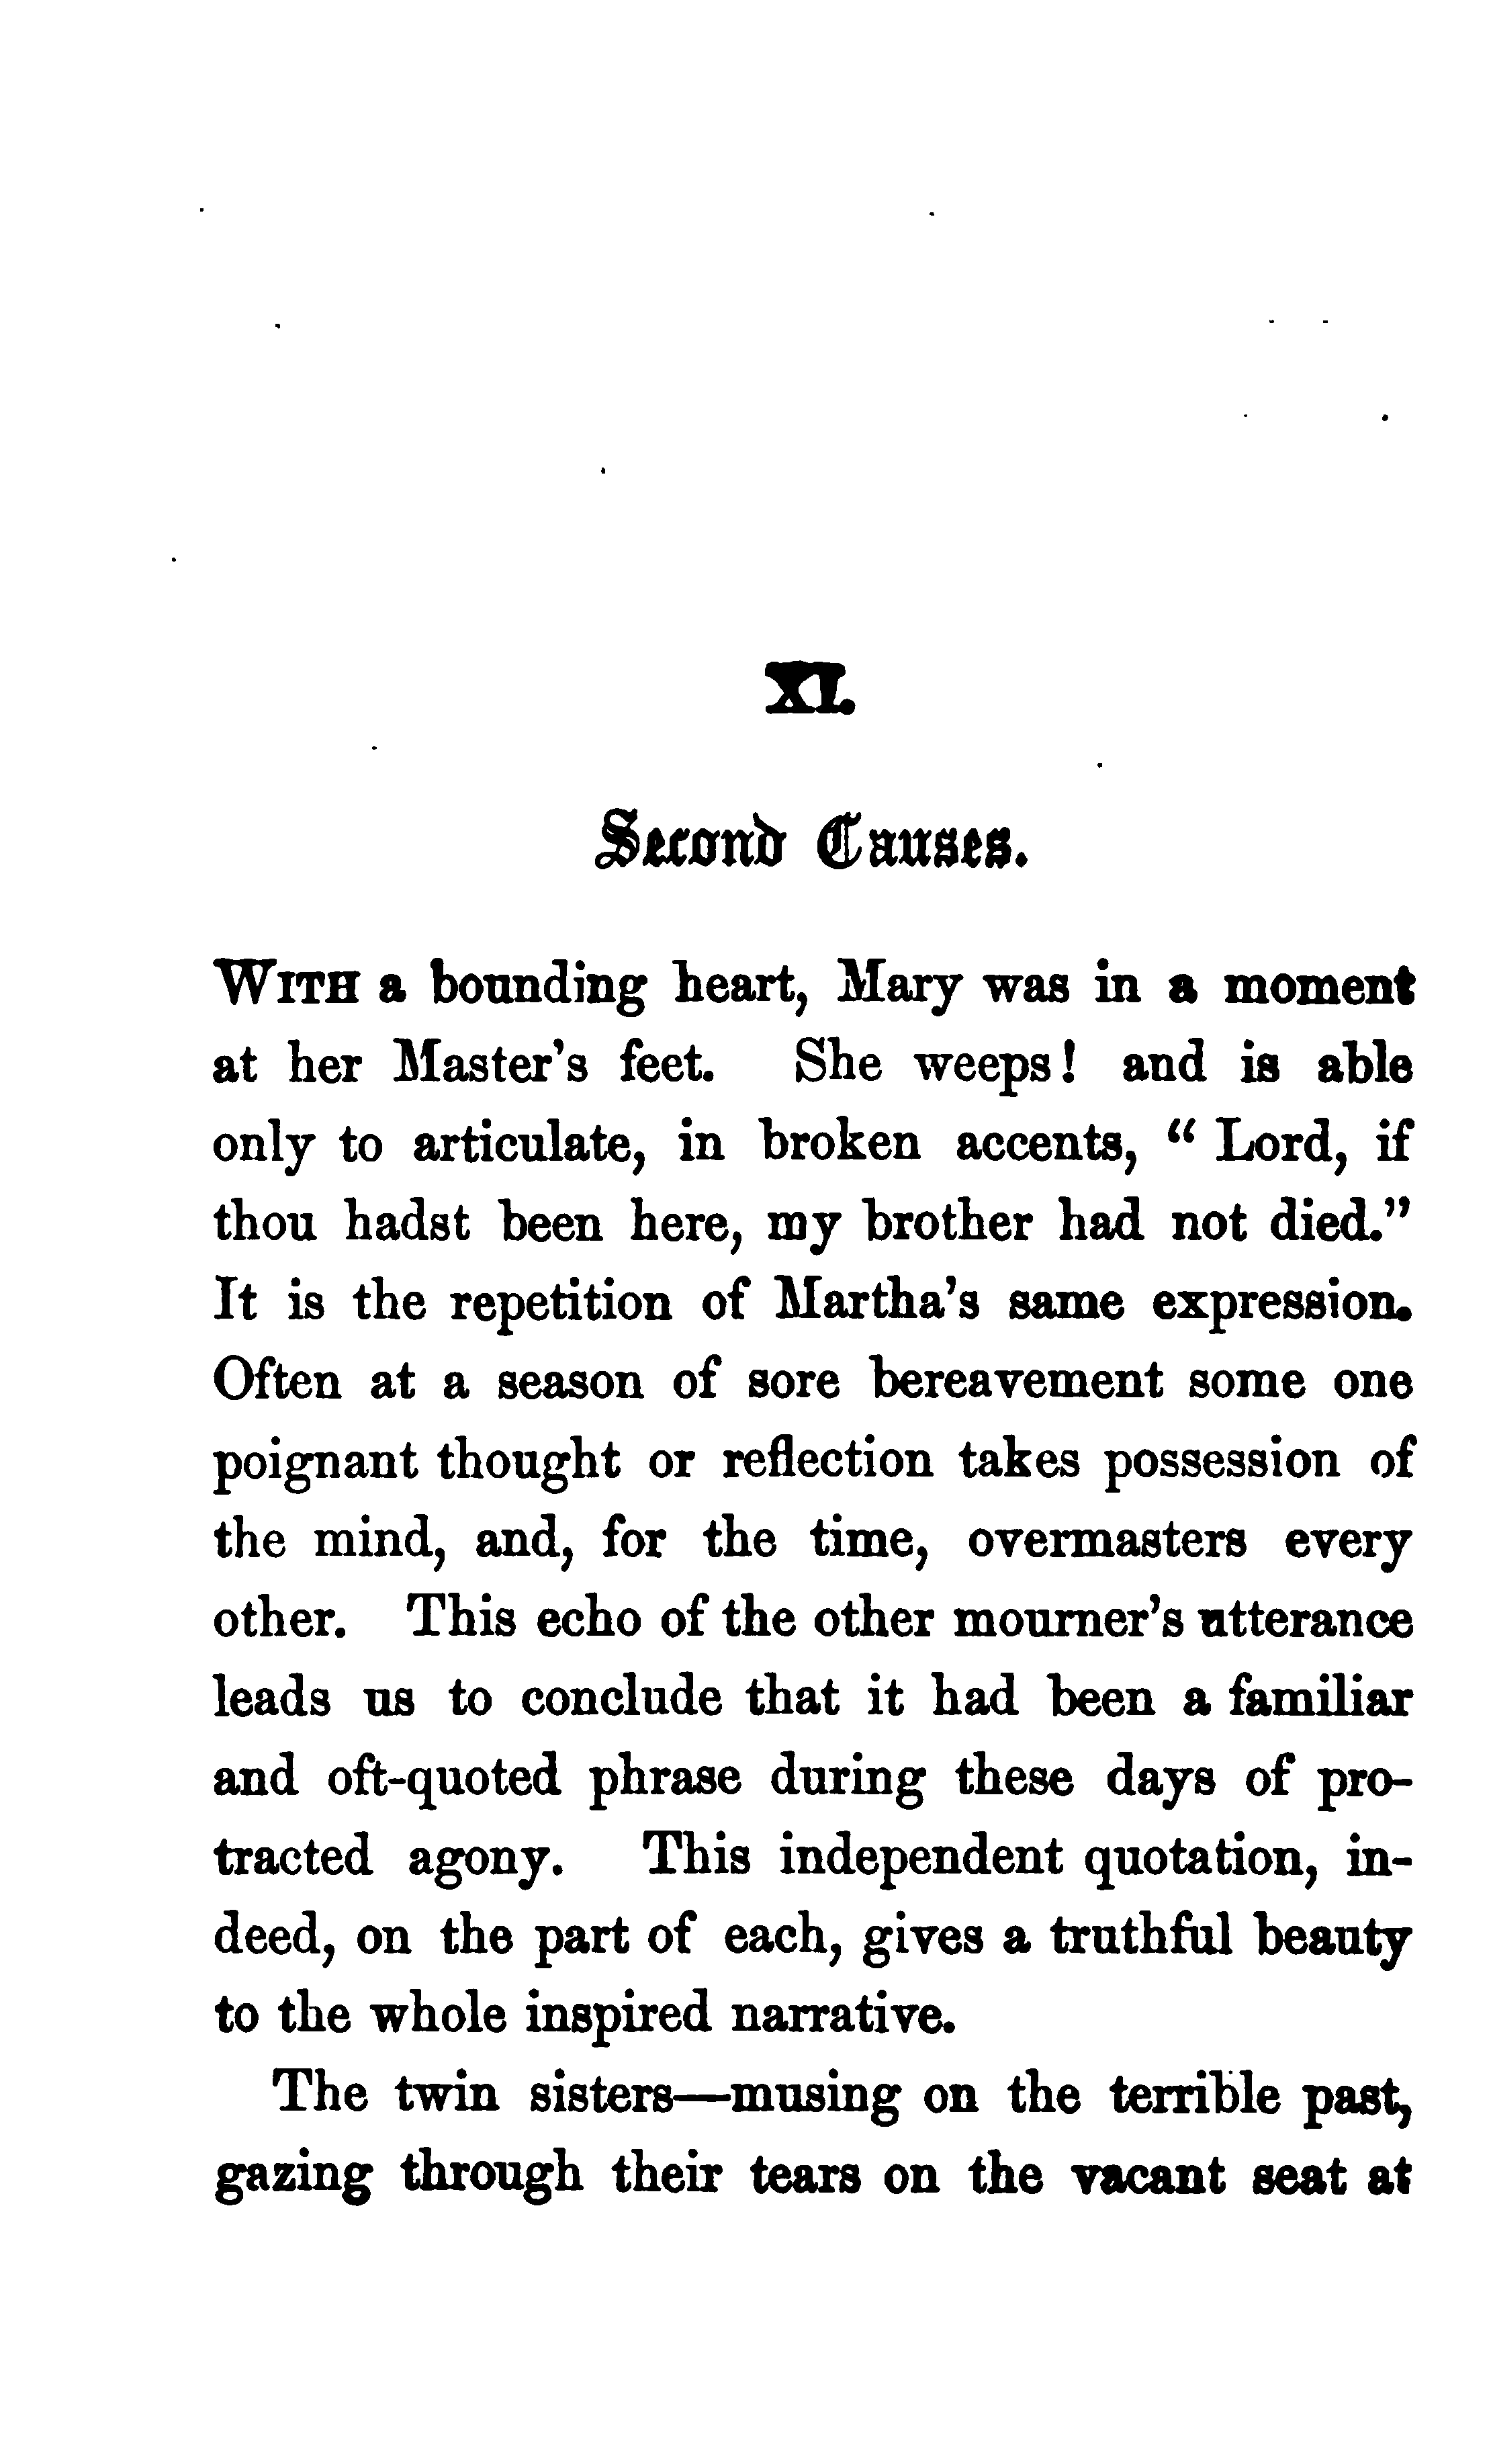 XI.
Second Causes.
WITH a bounding heart, Mary was in a moment
at her Master's feet. She weeps! and is able
only to articulate, in broken accents, “Lord, if
thou hadst been here, my brother had not died.”
It is the repetition of Martha's same expression.
Often at a season of sore bereavement some one
poignant thought or reflection takes possession of
the mind, and, for the time, overmasters every
other. This echo of the other mourner's utterance
leads us to conclude that it had been a familiar
and oft-quoted phrase during these days of pro-
tracted agony. This independent quotation, in-
deed, on the part of each, gives a truthful beauty
to the whole inspired narrative.
The twin sisters—musing on the terrible past,
gazing through their tears on the vacant seat at